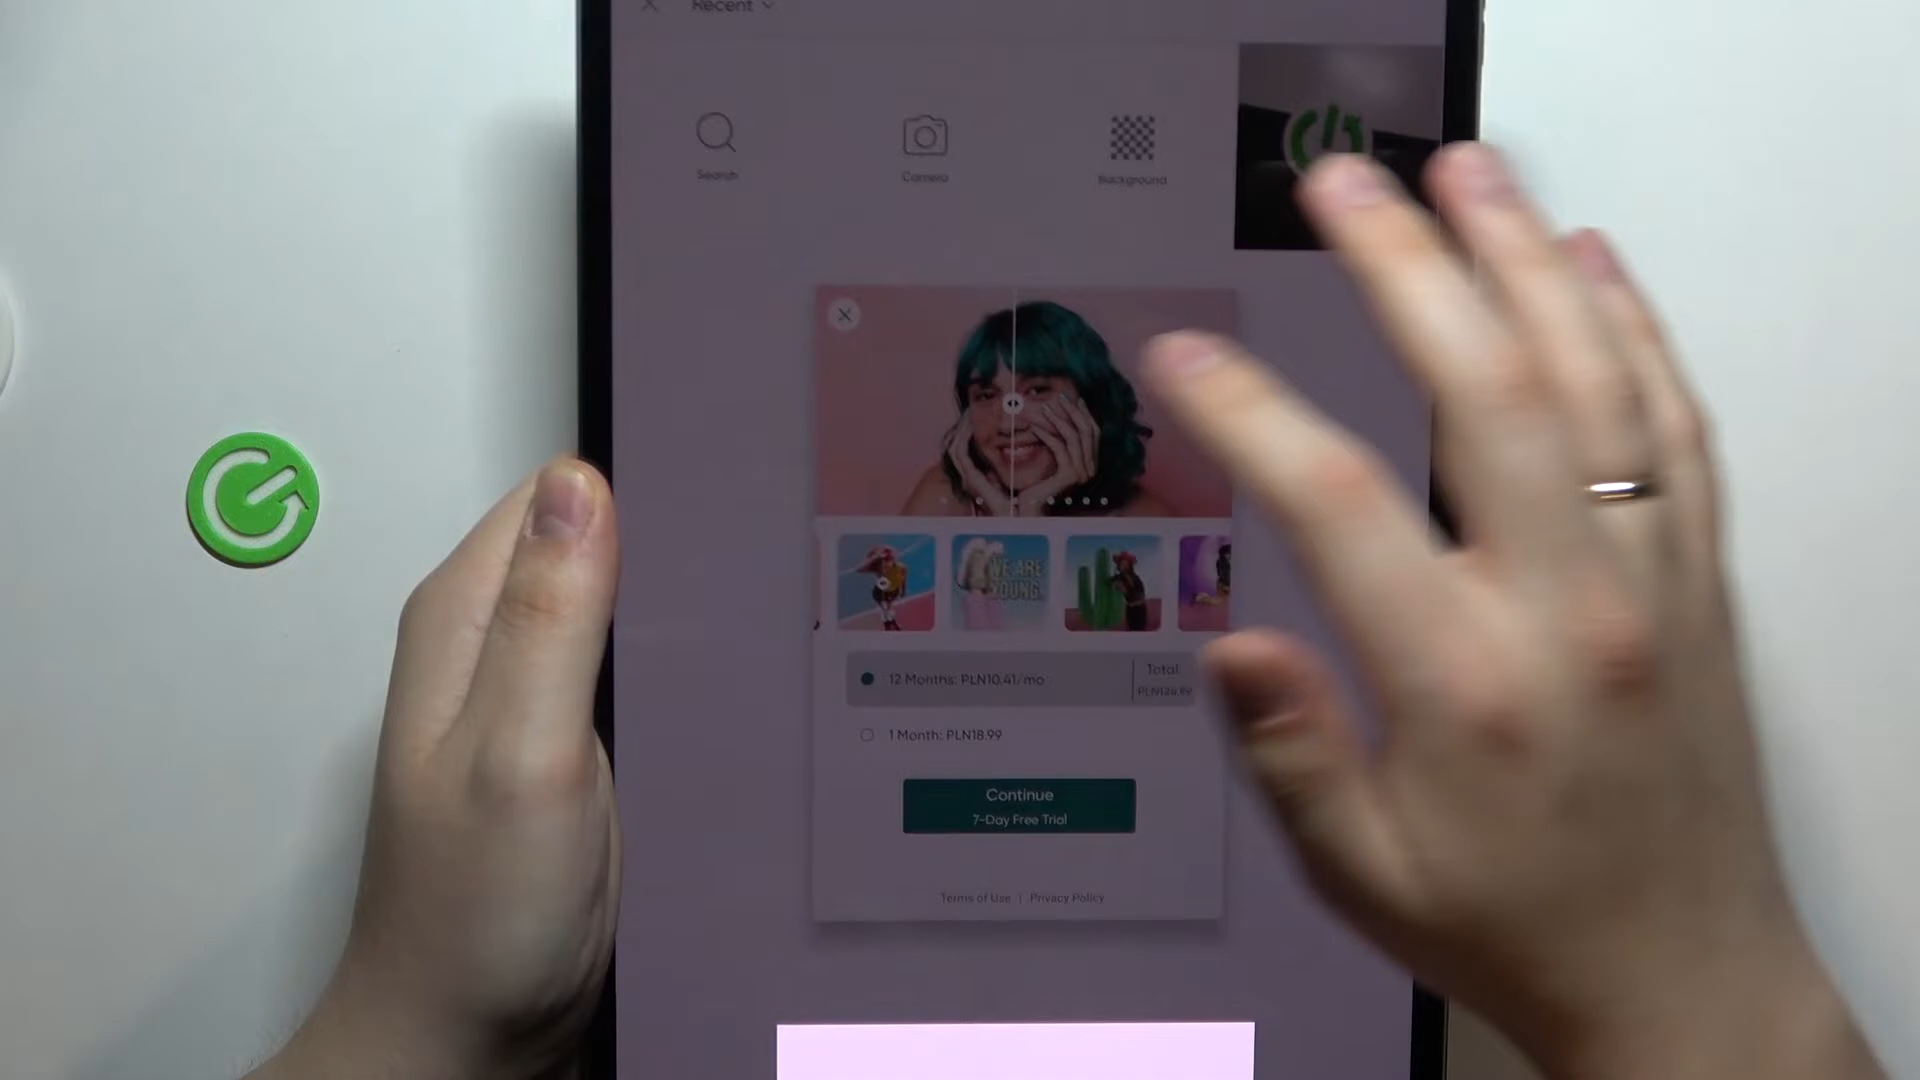 Recent
Search
Camera
Background
WE ARE
YOUNG.
12 Months: PLN10.41/mo
Total
PLN124.99
1 Month: PLN18.99
Continue
7-Day Free Trial
Terms of Use | Privacy Policy